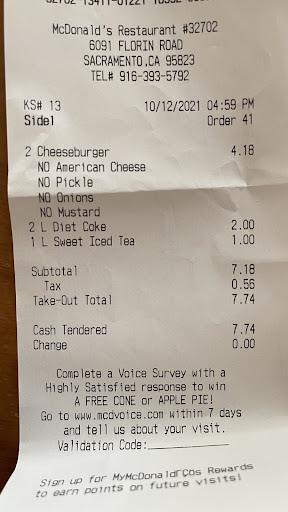 McDonald's Restaurant #32702
6091 FLORIN ROAD
SACRAMENTO,CA 95823
TEL# 916-393-5792
KS# 13 10/12/2021 04:59 PM
Side1 Order 41
2 Cheeseburger 4.18
NO American Cheese
NO Pickle
NO Onions
NO Mustard
2 L Diet Coke 2.00
1 L Sweet Iced Tea 1.00
Subtotal 7.18
Tax 0.56
Take-Out Total 7.74
Cash Tendered 7.74
Change 0.00
Complete a Voice Survey with a
Highly Satisfied response to win
A FREE CONE or APPLE PIE!
Go to www.mcdvoice.com within 7 days
and tell us about your visit.
Validation Code:______________
Sign up for MyMcDonaldΓÇÖs Rewards
to earn points on future visits!